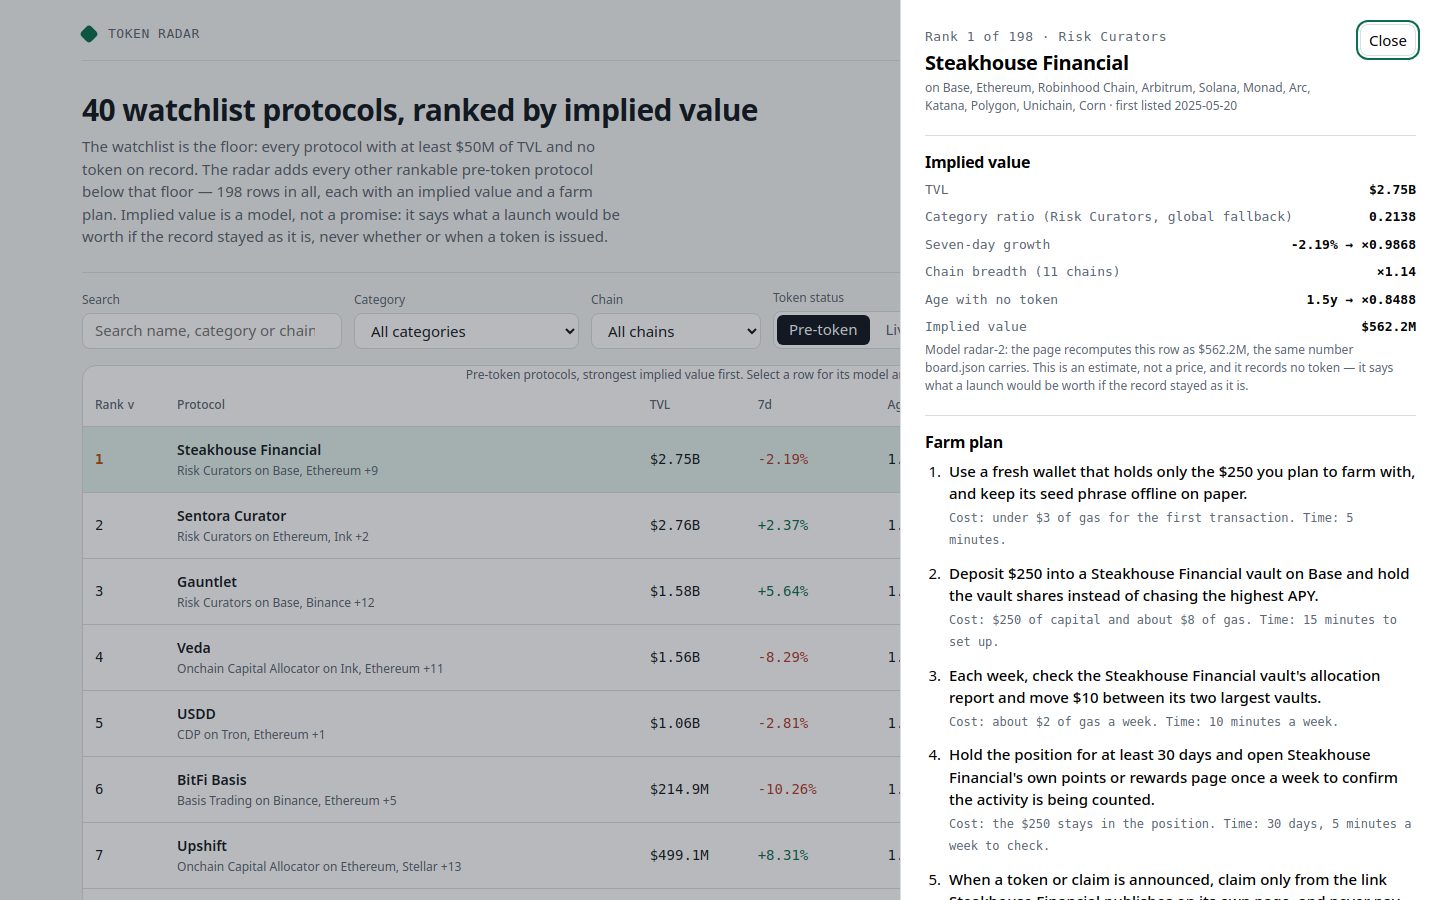 TOKEN RADAR
40 watchlist protocols, ranked by implied value
The watchlist is the floor: every protocol with at least $50M of TVL and no
token on record. The radar adds every other rankable pre-token protocol
below that floor — 198 rows in all, each with an implied value and a farm
plan. Implied value is a model, not a promise: it says what a launch would be
worth if the record stayed as it is, never whether or when a token is issued.
Search
Category
Chain
Token status
Search name, category or chain
All categories
All chains
Pre-token
Pre-token protocols, strongest implied value first. Select a row for its model
Rank v
Protocol
TVL
7d
1
Steakhouse Financial
Risk Curators on Base, Ethereum +9
$2.75B
-2.19%
2
Sentora Curator
Risk Curators on Ethereum, Ink +2
$2.76B
+2.37%
3
Gauntlet
Risk Curators on Base, Binance +12
$1.58B
+5.64%
4
Veda
Onchain Capital Allocator on Ink, Ethereum +11
$1.56B
-8.29%
5
USDD
CDP on Tron, Ethereum +1
$1.06B
-2.81%
6
BitFi Basis
Basis Trading on Binance, Ethereum +5
$214.9M
-10.26%
7
Upshift
Onchain Capital Allocator on Ethereum, Stellar +13
$499.1M
+8.31%
Rank 1 of 198 · Risk Curators
Close
Steakhouse Financial
on Base, Ethereum, Robinhood Chain, Arbitrum, Solana, Monad, Arc,
Katana, Polygon, Unichain, Corn · first listed 2025-05-20
Implied value
TVL $2.75B
Category ratio (Risk Curators, global fallback) 0.2138
Seven-day growth -2.19% → ×0.9868
Chain breadth (11 chains) ×1.14
Age with no token 1.5y → ×0.8488
Implied value $562.2M
Model radar-2: the page recomputes this row as $562.2M, the same number
board.json carries. This is an estimate, not a price, and it records no token — it says
what a launch would be worth if the record stayed as it is.
Farm plan
1. Use a fresh wallet that holds only the $250 you plan to farm with,
and keep its seed phrase offline on paper.
Cost: under $3 of gas for the first transaction. Time: 5
minutes.
2. Deposit $250 into a Steakhouse Financial vault on Base and hold
the vault shares instead of chasing the highest APY.
Cost: $250 of capital and about $8 of gas. Time: 15 minutes to
set up.
3. Each week, check the Steakhouse Financial vault's allocation
report and move $10 between its two largest vaults.
Cost: about $2 of gas a week. Time: 10 minutes a week.
4. Hold the position for at least 30 days and open Steakhouse
Financial's own points or rewards page once a week to confirm
the activity is being counted.
Cost: the $250 stays in the position. Time: 30 days, 5 minutes a
week to check.
5. When a token or claim is announced, claim only from the link